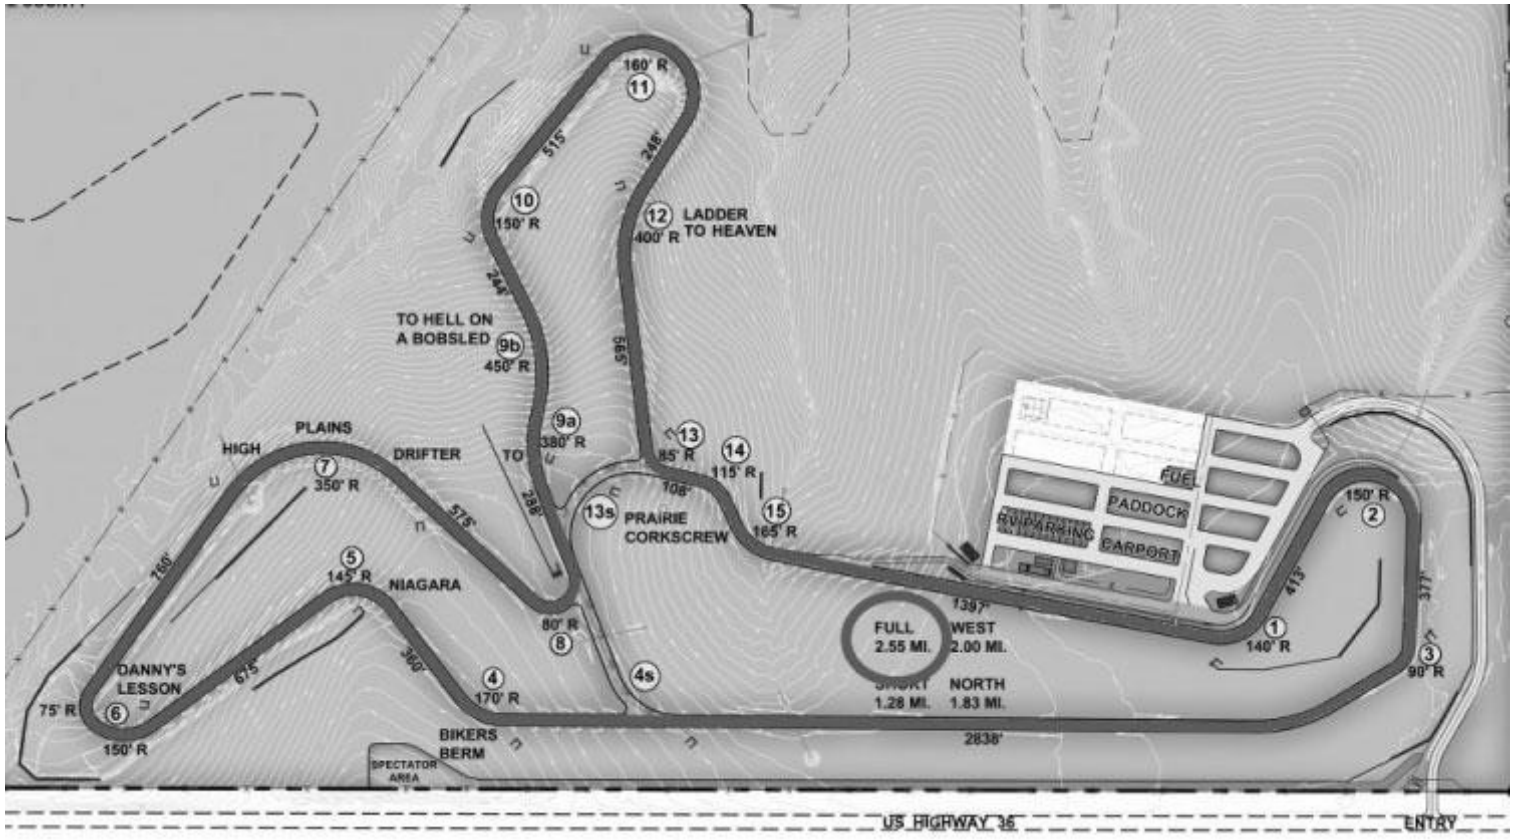 160' R
11
515'
248'
10
150' R
12
400' R
LADDER
TO HEAVEN
244'
TO HELL ON
A BOBSLED
9b
450' R
565'
9a
380' R
13
85' R
14
115' R
108'
15
165' R
HIGH
PLAINS
DRIFTER
TO
7
350' R
575'
288'
13s
PRAIRIE
CORKSCREW
760'
5
145' R
NIAGARA
80' R
8
360'
675'
DANNY'S
LESSON
75' R
6
150' R
4
170' R
4s
BIKERS
BERM
SPECTATOR
AREA
FUEL
PADDOCK
RV PARKING
CARPORT
150' R
2
413'
377'
1397'
1
140' R
3
90' R
FULL
2.55 MI.
WEST
2.00 MI.
SHORT
1.28 MI.
NORTH
1.83 MI.
2838'
US HIGHWAY 36
ENTRY